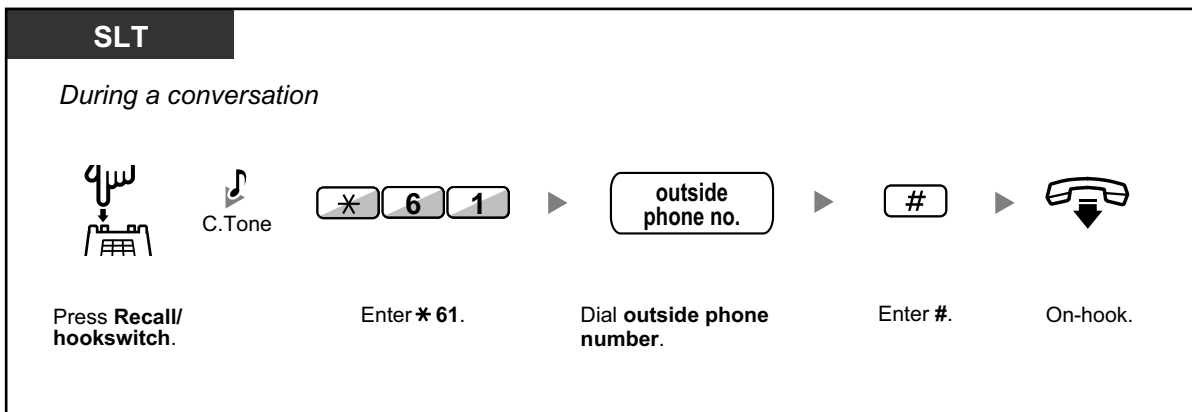 SLT
During a conversation
C.Tone
* 6 1
outside
phone no.
#
Press Recall/
hookswitch.
Enter * 61.
Dial outside phone
number.
Enter #.
On-hook.